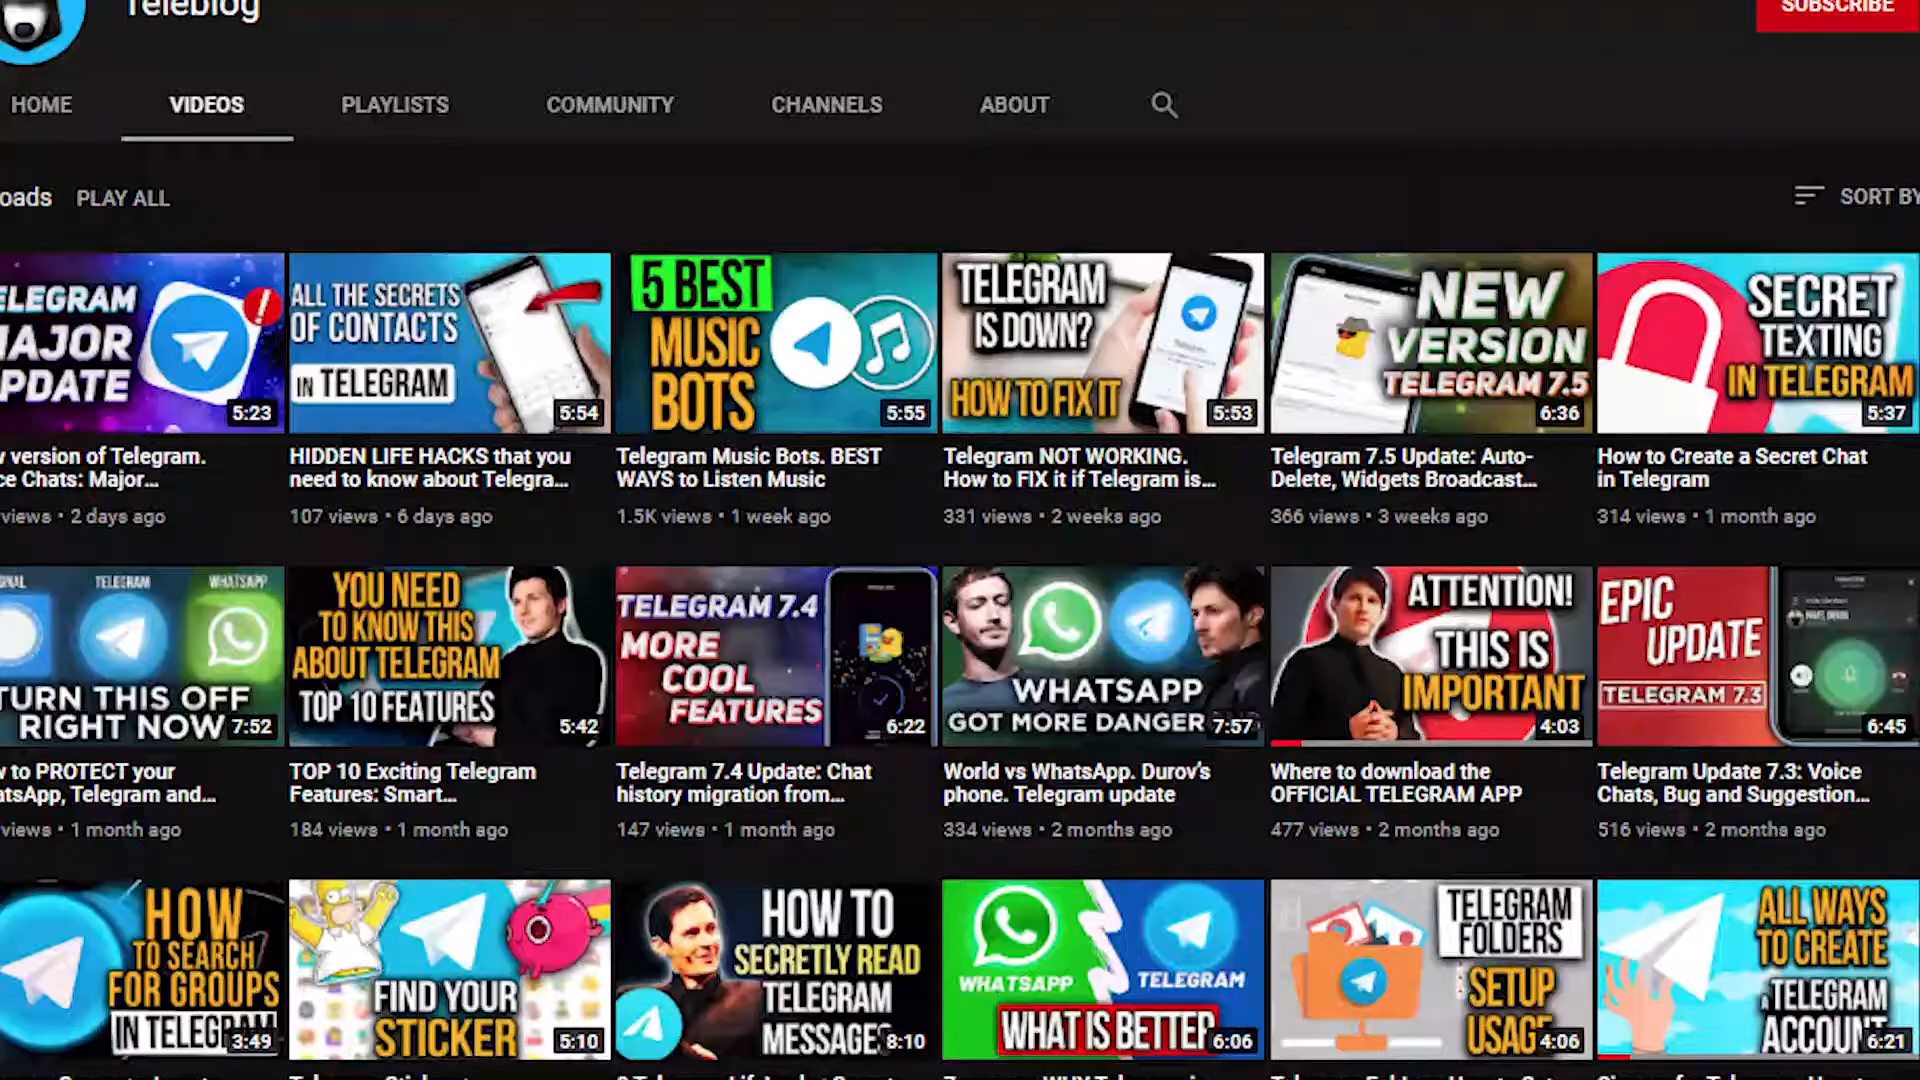 Teleblog
SUBSCRIBE
HOME
VIDEOS
PLAYLISTS
COMMUNITY
CHANNELS
ABOUT
PLAY ALL
SORT BY
MAJOR
5:23
ALL THE SECRETS
OF CONTACTS
IN TELEGRAM
5:54
5 BEST
MUSIC
BOTS
5:55
TELEGRAM
IS DOWN?
HOW TO FIX IT
5:53
NEW
VERSION
TELEGRAM 7.5
6:36
SECRET
TEXTING
IN TELEGRAM
5:37
version of Telegram.
Chats: Major...
views • 2 days ago
HIDDEN LIFE HACKS that you
need to know about Telegra...
107 views • 6 days ago
Telegram Music Bots. BEST
WAYS to Listen Music
1.5K views • 1 week ago
Telegram NOT WORKING.
How to FIX it if Telegram is...
331 views • 2 weeks ago
Telegram 7.5 Update: Auto-
Delete, Widgets Broadcast...
366 views • 3 weeks ago
How to Create a Secret Chat
in Telegram
314 views • 1 month ago
TELEGRAM
WHATSAPP
TURN THIS OFF
RIGHT NOW
7:52
YOU NEED
TO KNOW THIS
ABOUT TELEGRAM
TOP 10 FEATURES
5:42
TELEGRAM 7.4
MORE
COOL
FEATURES
6:22
WHATSAPP
GOT MORE DANGER
7:57
ATTENTION!
THIS IS
IMPORTANT
4:03
EPIC
UPDATE
TELEGRAM 7.3
6:45
to PROTECT your
Telegram and...
views • 1 month ago
TOP 10 Exciting Telegram
Features: Smart...
184 views • 1 month ago
Telegram 7.4 Update: Chat
history migration from...
147 views • 1 month ago
World vs WhatsApp. Durov's
phone. Telegram update
334 views • 2 months ago
Where to download the
OFFICIAL TELEGRAM APP
477 views • 2 months ago
Telegram Update 7.3: Voice
Chats, Bug and Suggestion...
516 views • 2 months ago
HOW
TO SEARCH
FOR GROUPS
IN TELEGRAM
3:49
FIND YOUR
STICKER
5:10
HOW TO
SECRETLY READ
TELEGRAM
MESSAGES
8:10
WHATSAPP
TELEGRAM
WHAT IS BETTER
6:06
TELEGRAM
FOLDERS
SETUP
USAGE
4:06
ALL WAYS
TO CREATE
A TELEGRAM
ACCOUNT
6:21